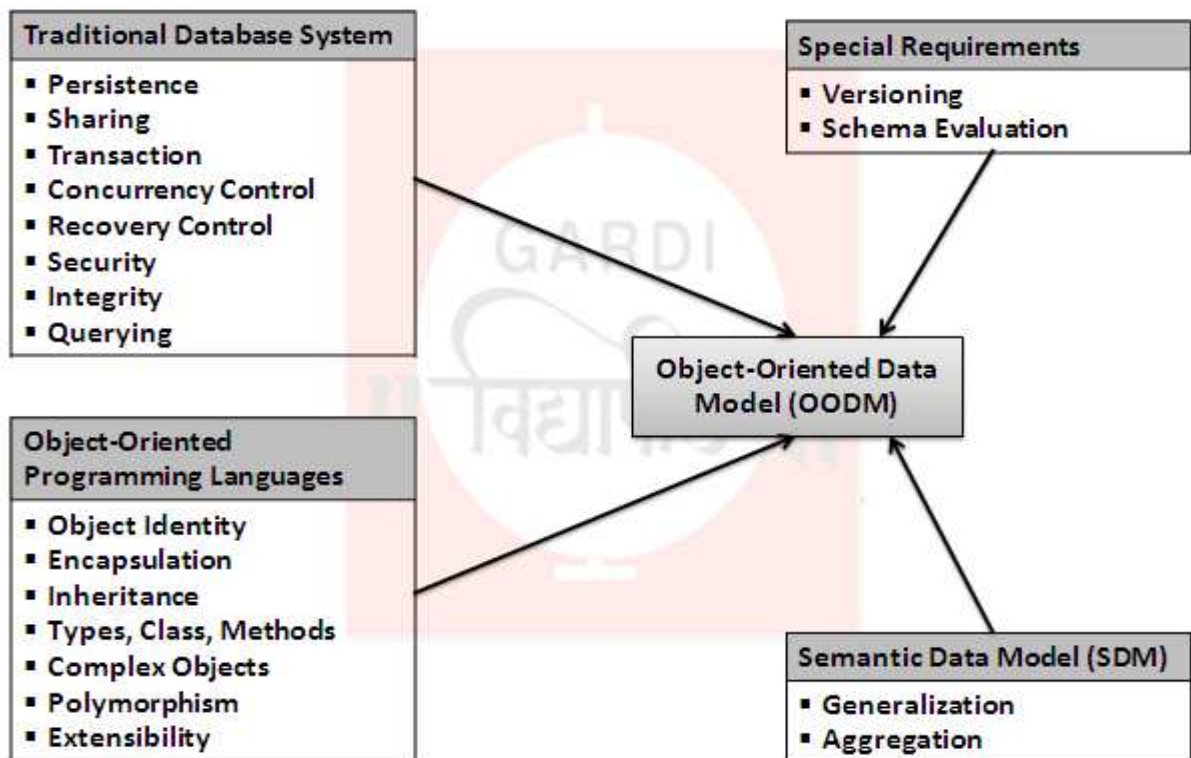 Traditional Database System
▪ Persistence
▪ Sharing
▪ Transaction
▪ Concurrency Control
▪ Recovery Control
▪ Security
▪ Integrity
▪ Querying
Special Requirements
▪ Versioning
▪ Schema Evaluation
GARDI
Object-Oriented Data
Model (OODM)
Object-Oriented
Programming Languages
▪ Object Identity
▪ Encapsulation
▪ Inheritance
▪ Types, Class, Methods
▪ Complex Objects
▪ Polymorphism
▪ Extensibility
Semantic Data Model (SDM)
▪ Generalization
▪ Aggregation